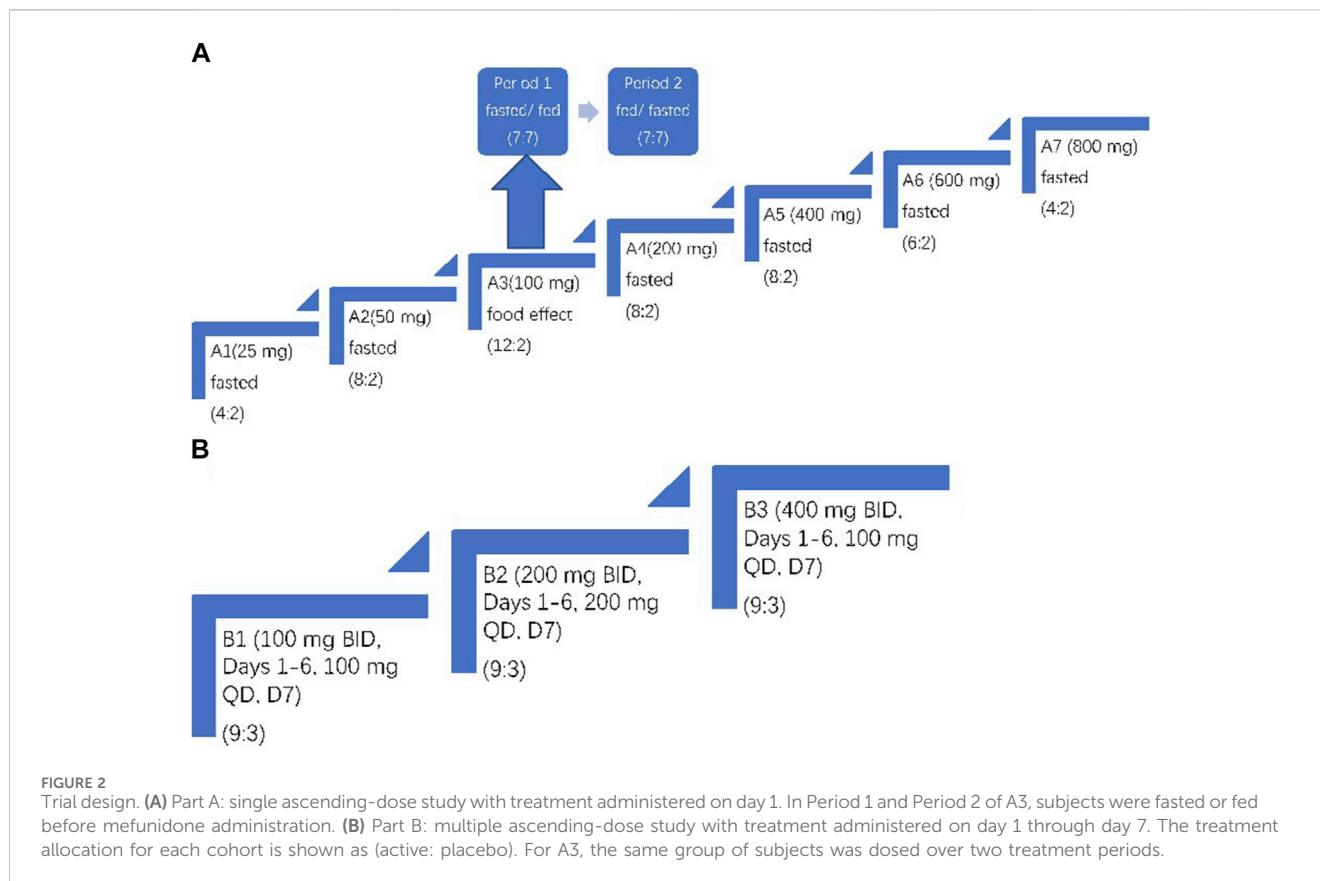 A
Per od 1
fasted/ fed
(7:7)
Period 2
fed/ fasted
(7:7)
A1(25 mg)
fasted
(4:2)
A2(50 mg)
fasted
(8:2)
A3(100 mg)
food effect
(12:2)
A4(200 mg)
fasted
(8:2)
A5 (400 mg)
fasted
(8:2)
A6 (600 mg)
fasted
(6:2)
A7 (800 mg)
fasted
(4:2)
B
B1 (100 mg BID,
Days 1-6, 100 mg
QD, D7)
(9:3)
B2 (200 mg BID,
Days 1-6, 200 mg
QD, D7)
(9:3)
B3 (400 mg BID,
Days 1-6, 100 mg
QD, D7)
(9:3)
FIGURE 2
Trial design. (A) Part A: single ascending-dose study with treatment administered on day 1. In Period 1 and Period 2 of A3, subjects were fasted or fed
before mefunidone administration. (B) Part B: multiple ascending-dose study with treatment administered on day 1 through day 7. The treatment
allocation for each cohort is shown as (active: placebo). For A3, the same group of subjects was dosed over two treatment periods.